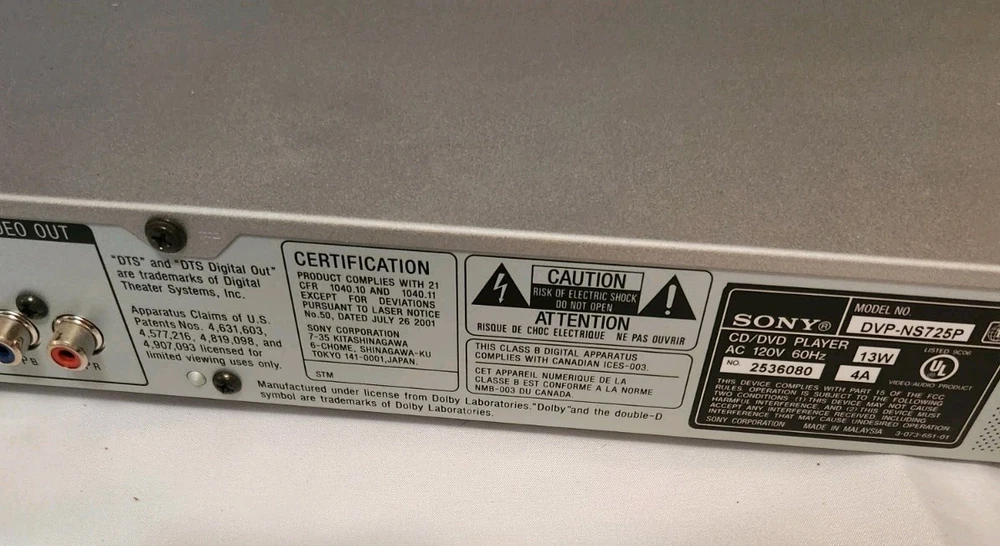 DEO OUT
PB
PR
"DTS" and "DTS Digital Out"
are trademarks of Digital
Theater Systems, Inc.
Apparatus Claims of U.S.
Patents Nos. 4,631,603,
4,577,216, 4,819,098, and
4,907,093 licensed for
limited viewing uses only.
CERTIFICATION
PRODUCT COMPLIES WITH 21
CFR 1040.10 AND 1040.11
EXCEPT FOR DEVIATIONS
PURSUANT TO LASER NOTICE
No.50, DATED JULY 26 2001
SONY CORPORATION
7-35 KITASHINAGAWA
6-CHOME, SHINAGAWA-KU
TOKYO 141-0001,JAPAN.
STM
Manufactured under license from Dolby Laboratories."Dolby"and the double-D
symbol are trademarks of Dolby Laboratories.
CAUTION
RISK OF ELECTRIC SHOCK
DO NOT OPEN
ATTENTION
RISQUE DE CHOC ELECTRIQUE NE PAS OUVRIR
THIS CLASS B DIGITAL APPARATUS
COMPLIES WITH CANADIAN ICES-003.
CET APPAREIL NUMERIQUE DE LA
CLASSE B EST CONFORME A LA NORME
NMB-003 DU CANADA.
SONY®
MODEL NO.
DVP-NS725P
CD/DVD PLAYER
AC 120V 60Hz
13W
NO. 2536080
4A
LISTED 9C06
UL
VIDEO/AUDIO PRODUCT
THIS DEVICE COMPLIES WITH PART 15 OF THE FCC
RULES. OPERATION IS SUBJECT TO THE FOLLOWING
TWO CONDITIONS: (1) THIS DEVICE MAY NOT CAUSE
HARMFUL INTERFERENCE, AND (2) THIS DEVICE MUST
ACCEPT ANY INTERFERENCE RECEIVED, INCLUDING
INTERFERENCE THAT MAY CAUSE UNDESIRED OPERATION
SONY CORPORATION MADE IN MALAYSIA 3-073-651-01